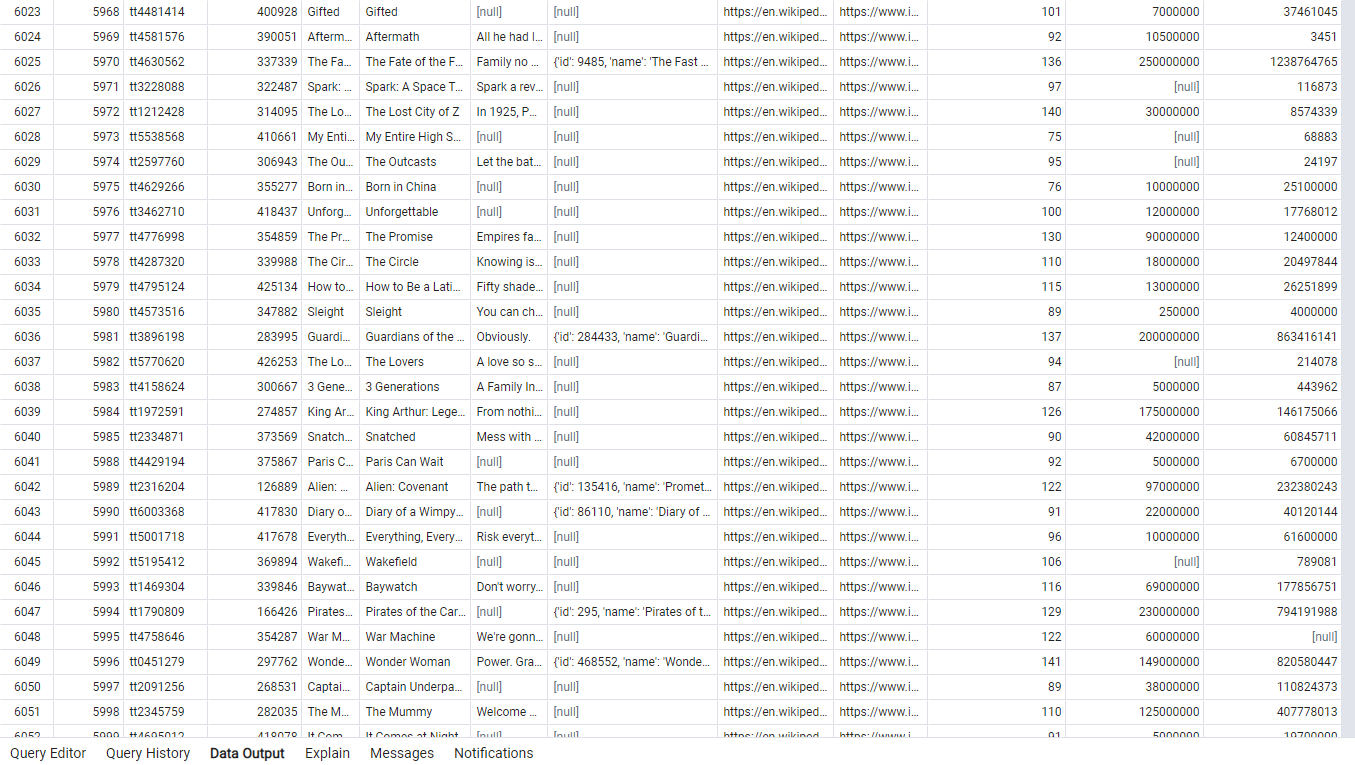 6023 5968 tt4481414 400928 Gifted Gifted [null] [null] https://en.wikiped... https://www.i... 101 7000000 37461045
6024 5969 tt4581576 390051 Afterm... Aftermath All he had l... [null] https://en.wikiped... https://www.i... 92 10500000 3451
6025 5970 tt4630562 337339 The Fa... The Fate of the F... Family no ... {'id': 9485, 'name': 'The Fast ... https://en.wikiped... https://www.i... 136 250000000 1238764765
6026 5971 tt3228088 322487 Spark: ... Spark: A Space T... Spark a rev... [null] https://en.wikiped... https://www.i... 97 [null] 116873
6027 5972 tt1212428 314095 The Lo... The Lost City of Z In 1925, P... [null] https://en.wikiped... https://www.i... 140 30000000 8574339
6028 5973 tt5538568 410661 My Enti... My Entire High S... [null] [null] https://en.wikiped... https://www.i... 75 [null] 68883
6029 5974 tt2597760 306943 The Ou... The Outcasts Let the bat... [null] https://en.wikiped... https://www.i... 95 [null] 24197
6030 5975 tt4629266 355277 Born in... Born in China [null] [null] https://en.wikiped... https://www.i... 76 10000000 25100000
6031 5976 tt3462710 418437 Unforg... Unforgettable [null] [null] https://en.wikiped... https://www.i... 100 12000000 17768012
6032 5977 tt4776998 354859 The Pr... The Promise Empires fa... [null] https://en.wikiped... https://www.i... 130 90000000 12400000
6033 5978 tt4287320 339988 The Cir... The Circle Knowing is... [null] https://en.wikiped... https://www.i... 110 18000000 20497844
6034 5979 tt4795124 425134 How to... How to Be a Lati... Fifty shade... [null] https://en.wikiped... https://www.i... 115 13000000 26251899
6035 5980 tt4573516 347882 Sleight Sleight You can ch... [null] https://en.wikiped... https://www.i... 89 250000 4000000
6036 5981 tt3896198 283995 Guardi... Guardians of the ... Obviously. {'id': 284433, 'name': 'Guardi... https://en.wikiped... https://www.i... 137 200000000 863416141
6037 5982 tt5770620 426253 The Lo... The Lovers A love so s... [null] https://en.wikiped... https://www.i... 94 [null] 214078
6038 5983 tt4158624 300667 3 Gene... 3 Generations A Family In... [null] https://en.wikiped... https://www.i... 87 5000000 443962
6039 5984 tt1972591 274857 King Ar... King Arthur: Lege... From nothi... [null] https://en.wikiped... https://www.i... 126 175000000 146175066
6040 5985 tt2334871 373569 Snatch... Snatched Mess with ... [null] https://en.wikiped... https://www.i... 90 42000000 60845711
6041 5988 tt4429194 375867 Paris C... Paris Can Wait [null] [null] https://en.wikiped... https://www.i... 92 5000000 6700000
6042 5989 tt2316204 126889 Alien: ... Alien: Covenant The path t... {'id': 135416, 'name': 'Promet... https://en.wikiped... https://www.i... 122 97000000 232380243
6043 5990 tt6003368 417830 Diary o... Diary of a Wimpy... [null] {'id': 86110, 'name': 'Diary of ... https://en.wikiped... https://www.i... 91 22000000 40120144
6044 5991 tt5001718 417678 Everyth... Everything, Every... Risk everyt... [null] https://en.wikiped... https://www.i... 96 10000000 61600000
6045 5992 tt5195412 369894 Wakefi... Wakefield [null] [null] https://en.wikiped... https://www.i... 106 [null] 789081
6046 5993 tt1469304 339846 Baywat... Baywatch Don't worry... [null] https://en.wikiped... https://www.i... 116 69000000 177856751
6047 5994 tt1790809 166426 Pirates... Pirates of the Car... [null] {'id': 295, 'name': 'Pirates of t... https://en.wikiped... https://www.i... 129 230000000 794191988
6048 5995 tt4758646 354287 War M... War Machine We're gonn... [null] https://en.wikiped... https://www.i... 122 60000000 [null]
6049 5996 tt0451279 297762 Wonde... Wonder Woman Power. Gra... {'id': 468552, 'name': 'Wonde... https://en.wikiped... https://www.i... 141 149000000 820580447
6050 5997 tt2091256 268531 Captai... Captain Underpa... [null] [null] https://en.wikiped... https://www.i... 89 38000000 110824373
6051 5998 tt2345759 282035 The M... The Mummy Welcome ... [null] https://en.wikiped... https://www.i... 110 125000000 407778013
6052 5999 tt4695012 418078 It Com... It Comes at Night [null] https://en.wikiped... https://www.i... 91 5000000 19700000
Query Editor Query History Data Output Explain Messages Notifications